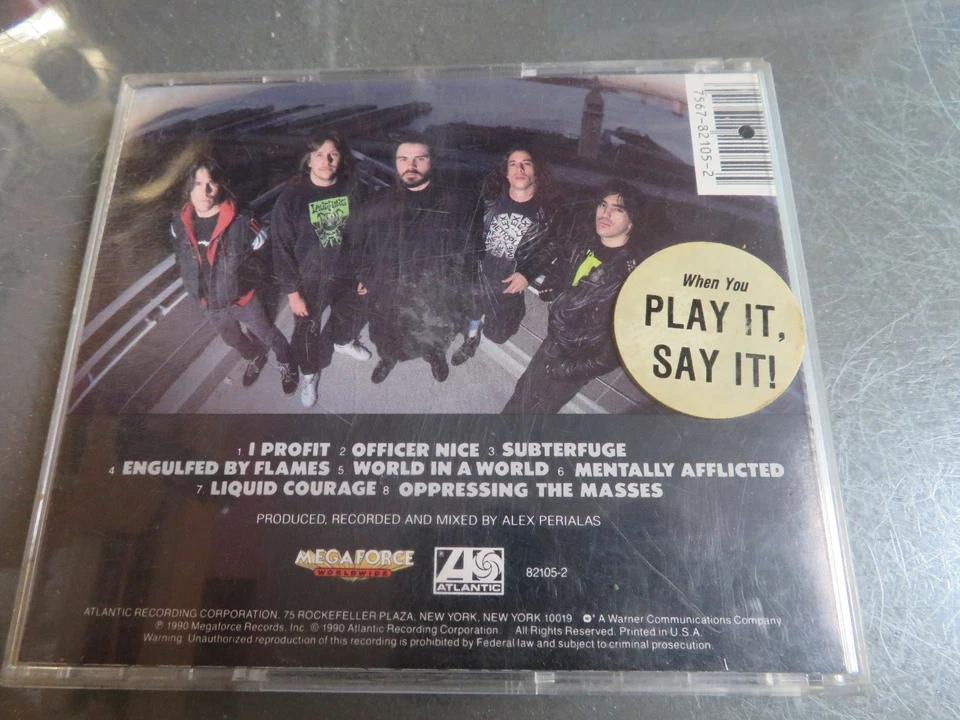 7567-82105-2
When You
PLAY IT,
SAY IT!
1 I PROFIT 2 OFFICER NICE 3 SUBTERFUGE
4 ENGULFED BY FLAMES 5 WORLD IN A WORLD 6 MENTALLY AFFLICTED
7 LIQUID COURAGE 8 OPPRESSING THE MASSES
PRODUCED, RECORDED AND MIXED BY ALEX PERIALAS
MEGAFORCE
WORLDWIDE
ATLANTIC
82105-2
ATLANTIC RECORDING CORPORATION, 75 ROCKEFELLER PLAZA, NEW YORK, NEW YORK 10019 A Warner Communications Company
℗ 1990 Megaforce Records, Inc. © 1990 Atlantic Recording Corporation. All Rights Reserved. Printed in U.S.A.
Warning: Unauthorized reproduction of this recording is prohibited by Federal law and subject to criminal prosecution.